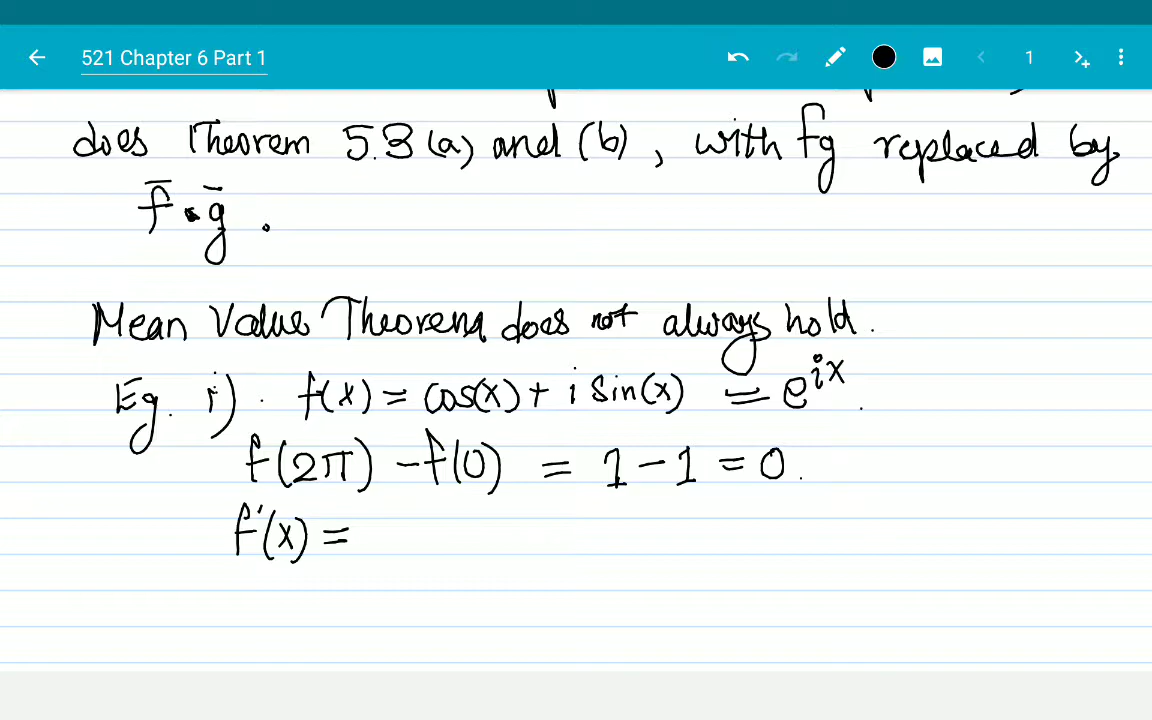 521 Chapter 6 Part 1
1
does Theorem 5.3 (a) and (b), with fg replaced by
f̄ · ḡ .
Mean Value Theorem does not always hold.
Eg. i) . f(x) = cos(x) + i sin(x) = e^{ix} .
f(2π) - f(0) = 1 - 1 = 0.
f'(x) =